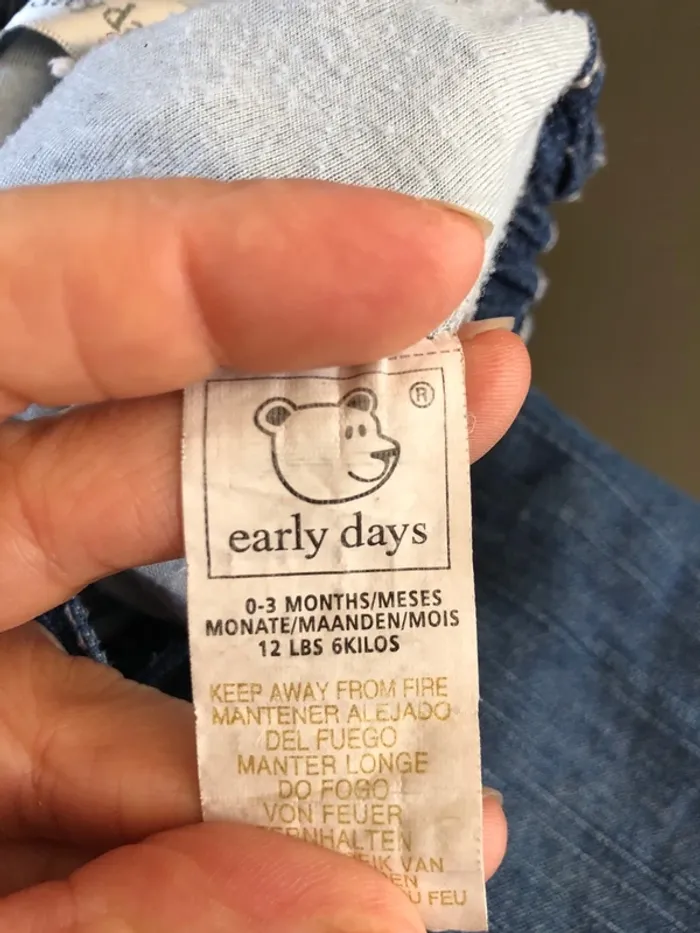 ®
early days
0-3 MONTHS/MESES
MONATE/MAANDEN/MOIS
12 LBS 6KILOS
KEEP AWAY FROM FIRE
MANTENER ALEJADO
DEL FUEGO
MANTER LONGE
DO FOGO
VON FEUER
VAN
FEU